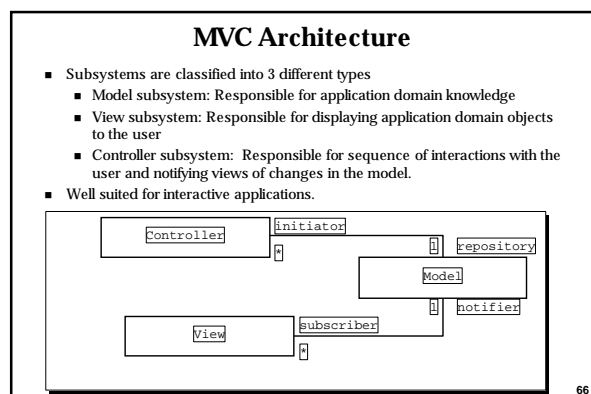 MVC Architecture
■ Subsystems are classified into 3 different types
■ Model subsystem: Responsible for application domain knowledge
■ View subsystem: Responsible for displaying application domain objects
to the user
■ Controller subsystem: Responsible for sequence of interactions with the
user and notifying views of changes in the model.
■ Well suited for interactive applications.
Controller
initiator
*
1
repository
Model
1
notifier
View
subscriber
*
66